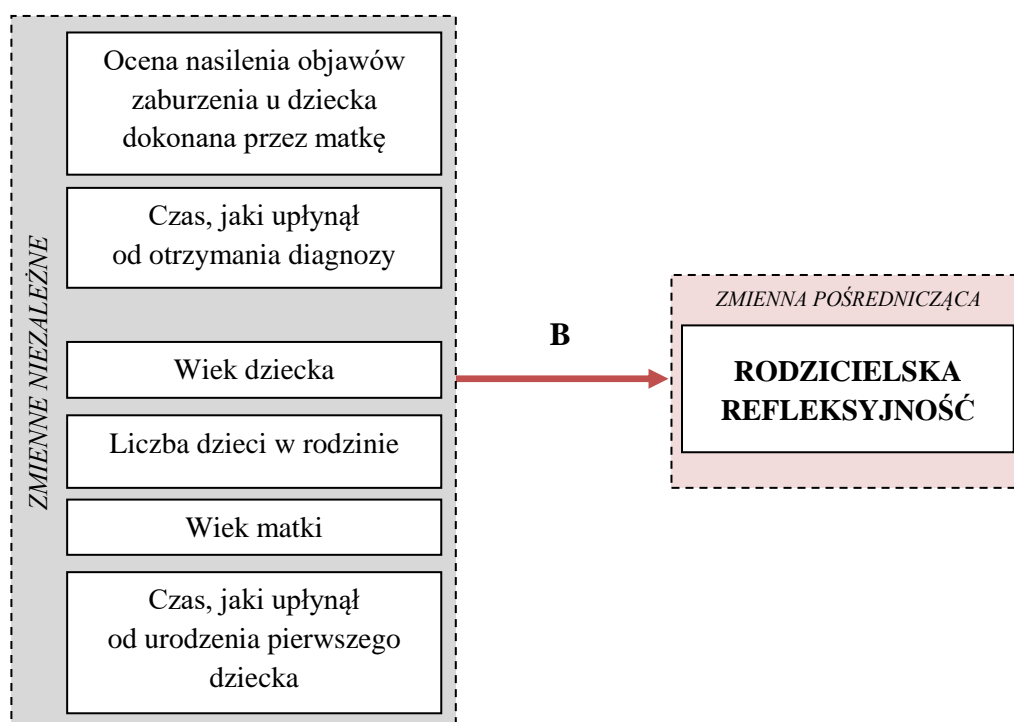 ZMIENNE NIEZALEŻNE
Ocena nasilenia objawów
zaburzenia u dziecka
dokonana przez matkę
Czas, jaki upłynął
od otrzymania diagnozy
Wiek dziecka
Liczba dzieci w rodzinie
Wiek matki
Czas, jaki upłynął
od urodzenia pierwszego
dziecka
B
ZMIENNA POŚREDNICZĄCA
RODZICIELSKA
REFLEKSYJNOŚĆ